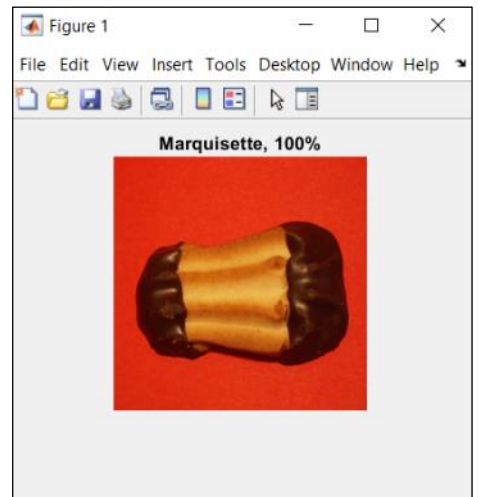 Figure 1
File Edit View Insert Tools Desktop Window Help
Marquisette, 100%